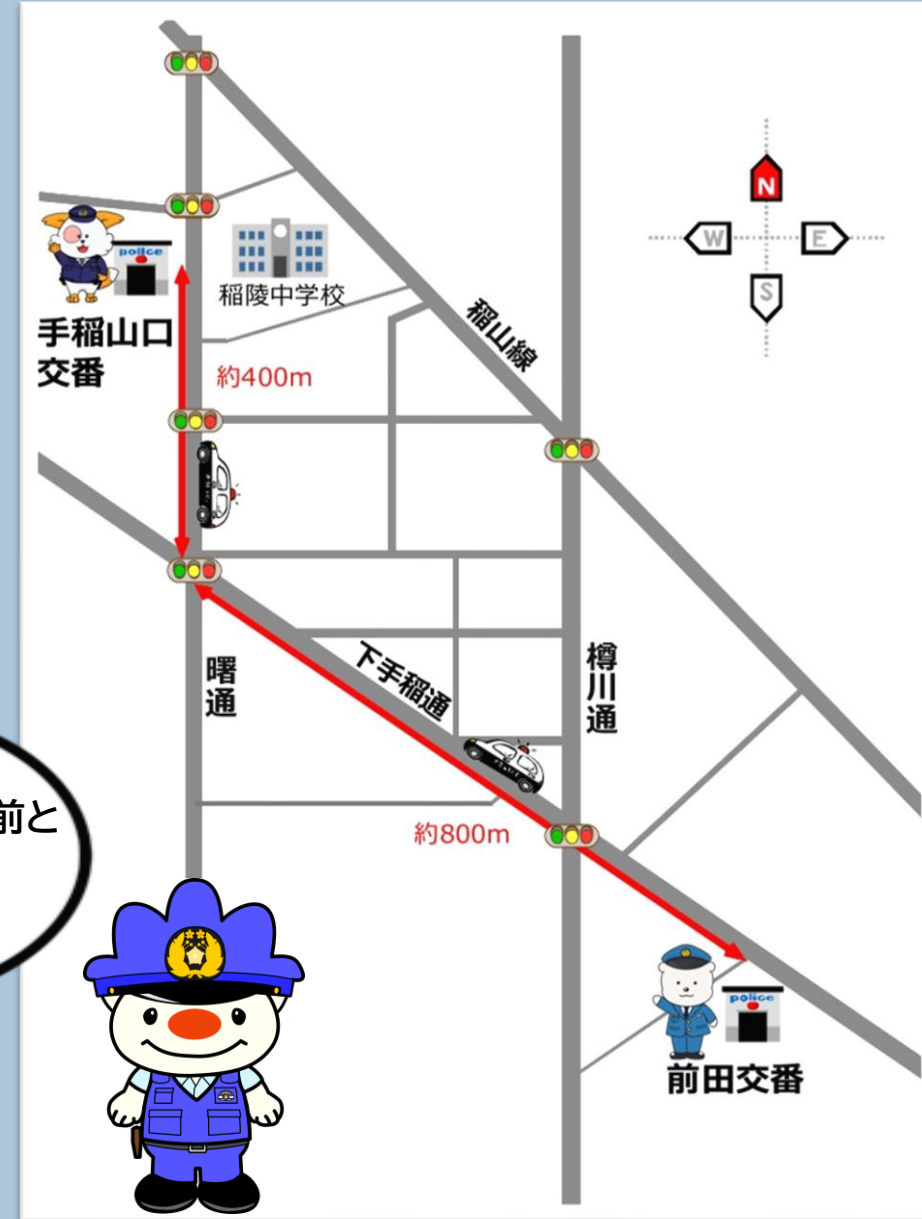 N
W
E
S
police
稲陵中学校
手稲山口
交番
稲山線
約400m
曙通
下手稲通
樽川通
前と
約800m
police
前田交番